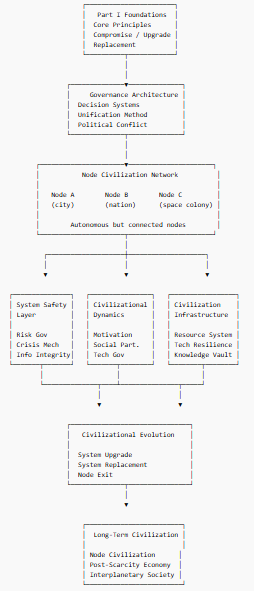 Part I Foundations
Core Principles
Compromise / Upgrade
Replacement
Governance Architecture
Decision Systems
Unification Method
Political Conflict
Node Civilization Network
Node A Node B Node C
(city) (nation) (space colony)
Autonomous but connected nodes
System Safety Civilizational Civilization
Layer Dynamics Infrastructure
Risk Gov Motivation Resource System
Crisis Mech Social Part. Tech Resilience
Info Integrity Tech Gov Knowledge Vault
Civilizational Evolution
System Upgrade
System Replacement
Node Exit
Long-Term Civilization
Node Civilization
Post-Scarcity Economy
Interplanetary Society